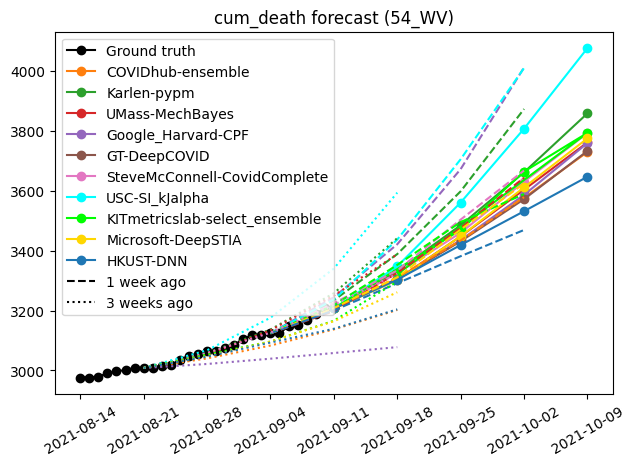 cum_death forecast (54_WV)
4000
3800
3600
3400
3200
3000
Ground truth
COVIDhub-ensemble
Karlen-pypm
UMass-MechBayes
Google_Harvard-CPF
GT-DeepCOVID
SteveMcConnell-CovidComplete
USC-SI_kJalpha
KITmetricslab-select_ensemble
Microsoft-DeepSTIA
HKUST-DNN
1 week ago
3 weeks ago
2021-08-14
2021-08-21
2021-08-28
2021-09-04
2021-09-11
2021-09-18
2021-09-25
2021-10-02
2021-10-09